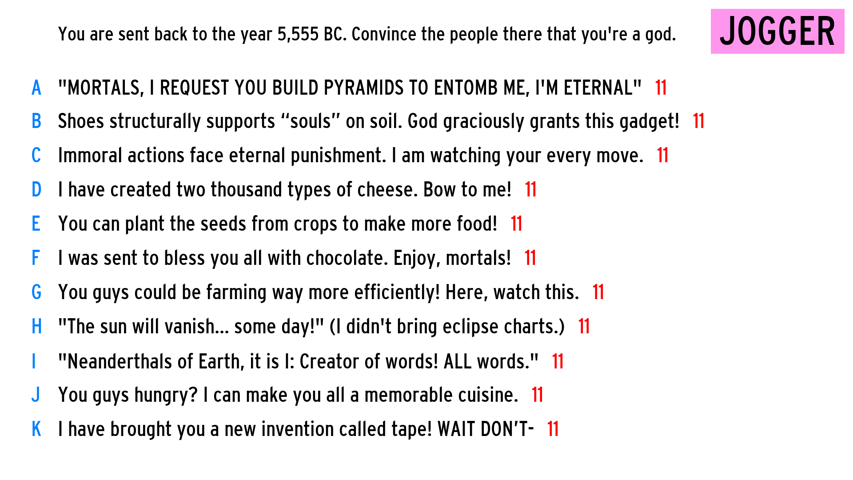 You are sent back to the year 5,555 BC. Convince the people there that you're a god.
JOGGER
A "MORTALS, I REQUEST YOU BUILD PYRAMIDS TO ENTOMB ME, I'M ETERNAL" 11
B Shoes structurally supports “souls” on soil. God graciously grants this gadget! 11
C Immoral actions face eternal punishment. I am watching your every move. 11
D I have created two thousand types of cheese. Bow to me! 11
E You can plant the seeds from crops to make more food! 11
F I was sent to bless you all with chocolate. Enjoy, mortals! 11
G You guys could be farming way more efficiently! Here, watch this. 11
H "The sun will vanish... some day!" (I didn't bring eclipse charts.) 11
I "Neanderthals of Earth, it is I: Creator of words! ALL words." 11
J You guys hungry? I can make you all a memorable cuisine. 11
K I have brought you a new invention called tape! WAIT DON’T- 11